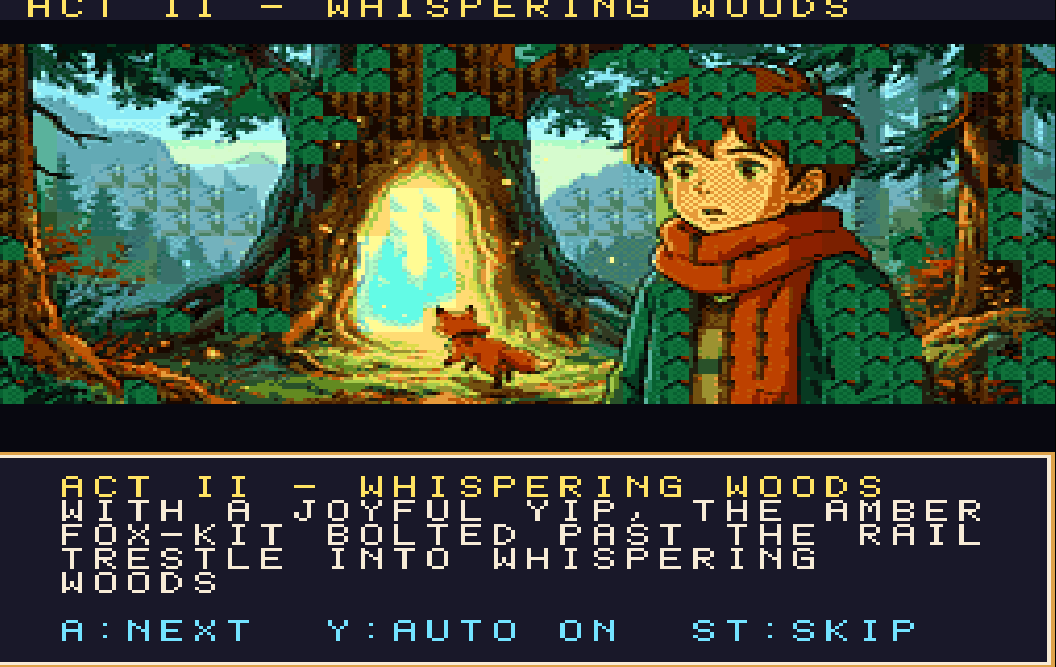 ACT II - WHISPERING WOODS
ACT II - WHISPERING WOODS
WITH A JOYFUL YIP, THE AMBER
FOX-KIT BOLTED PAST THE RAIL
TRESTLE INTO WHISPERING
WOODS
A:NEXT Y:AUTO ON ST:SKIP